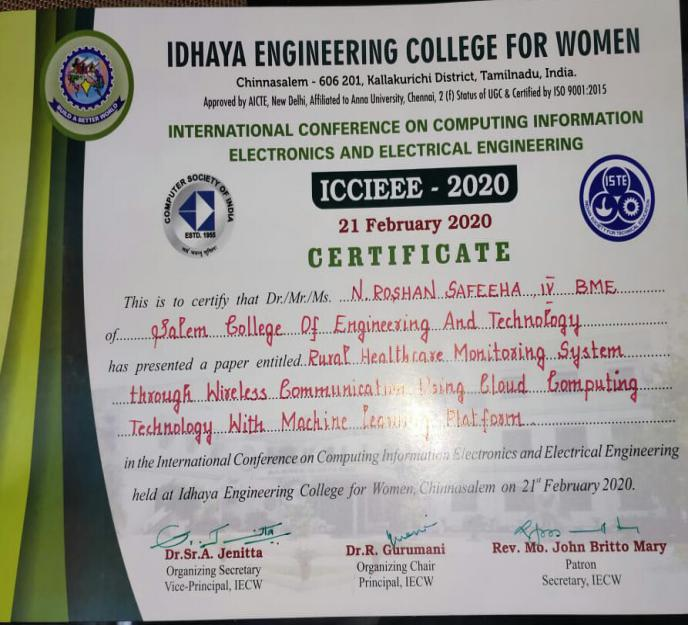 IDHAYA ENGINEERING COLLEGE FOR WOMEN
Chinnasalem - 606 201, Kallakurichi District, Tamilnadu, India.
Approved by AICTE, New Delhi, Affiliated to Anna University, Chennai, 2 (f) Status of UGC & Certified by ISO 9001:2015
BUILD A BETTER WORLD
INTERNATIONAL CONFERENCE ON COMPUTING INFORMATION
ELECTRONICS AND ELECTRICAL ENGINEERING
ICCIEEE - 2020
COMPUTER SOCIETY OF INDIA
ESTD. 1965
ISTE
INDIAN SOCIETY FOR TECHNICAL EDUCATION
21 February 2020
CERTIFICATE
This is to certify that Dr./Mr./Ms. N. ROSHAN SAFEEHA, IV BME
of Salem College Of Engineering And Technology
has presented a paper entitled Rural Healthcare Monitoring System
through Wireless Communication Using Cloud Computing
Technology With Machine Learning Platform
in the International Conference on Computing Information Electronics and Electrical Engineering
held at Idhaya Engineering College for Women, Chinnasalem on 21st February 2020.
Dr.Sr.A. Jenitta
Organizing Secretary
Vice-Principal, IECW
Dr.R. Gurumani
Organizing Chair
Principal, IECW
Rev. Mo. John Britto Mary
Patron
Secretary, IECW